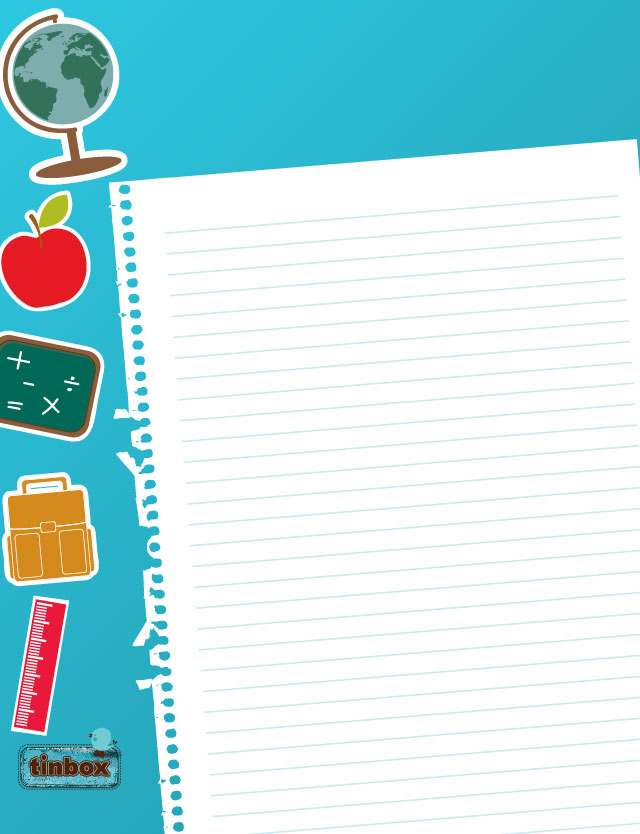 +
− ÷
= ×
tinbox